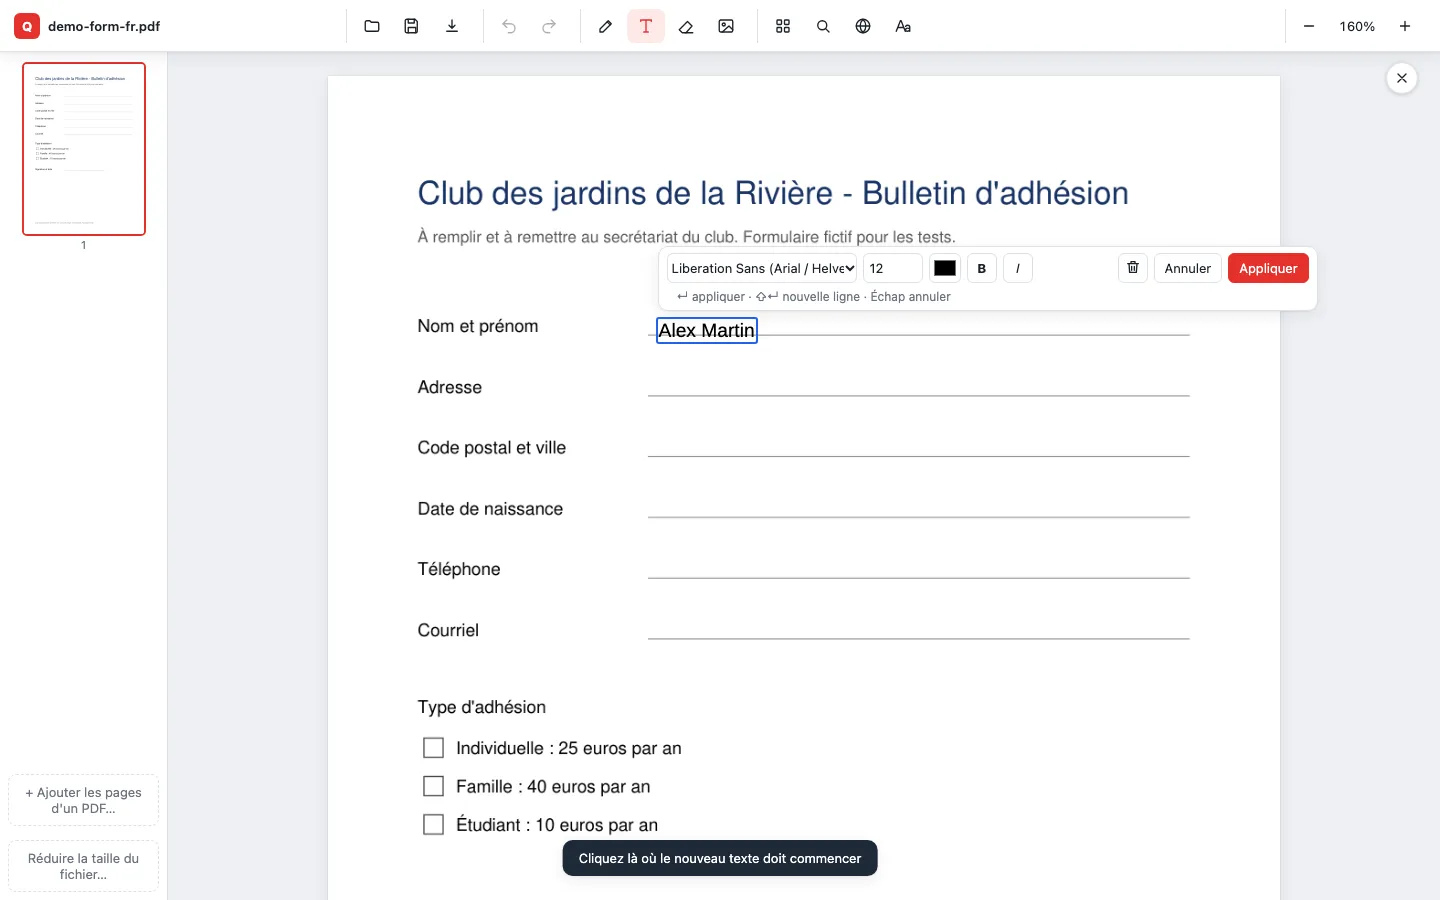 Q demo-form-fr.pdf
T
Aa
160%
Club des jardins de la Rivière - Bulletin d'adhésion
À remplir et à remettre au secrétariat du club. Formulaire fictif pour les tests.
Liberation Sans (Arial / Helve
12
B
I
Annuler
Appliquer
↵ appliquer · ⇧↵ nouvelle ligne · Échap annuler
Nom et prénom
Alex Martin
Adresse
Code postal et ville
Date de naissance
Téléphone
Courriel
Type d'adhésion
Individuelle : 25 euros par an
Famille : 40 euros par an
Étudiant : 10 euros par an
Cliquez là où le nouveau texte doit commencer
1
+ Ajouter les pages
d'un PDF...
Réduire la taille du
fichier...